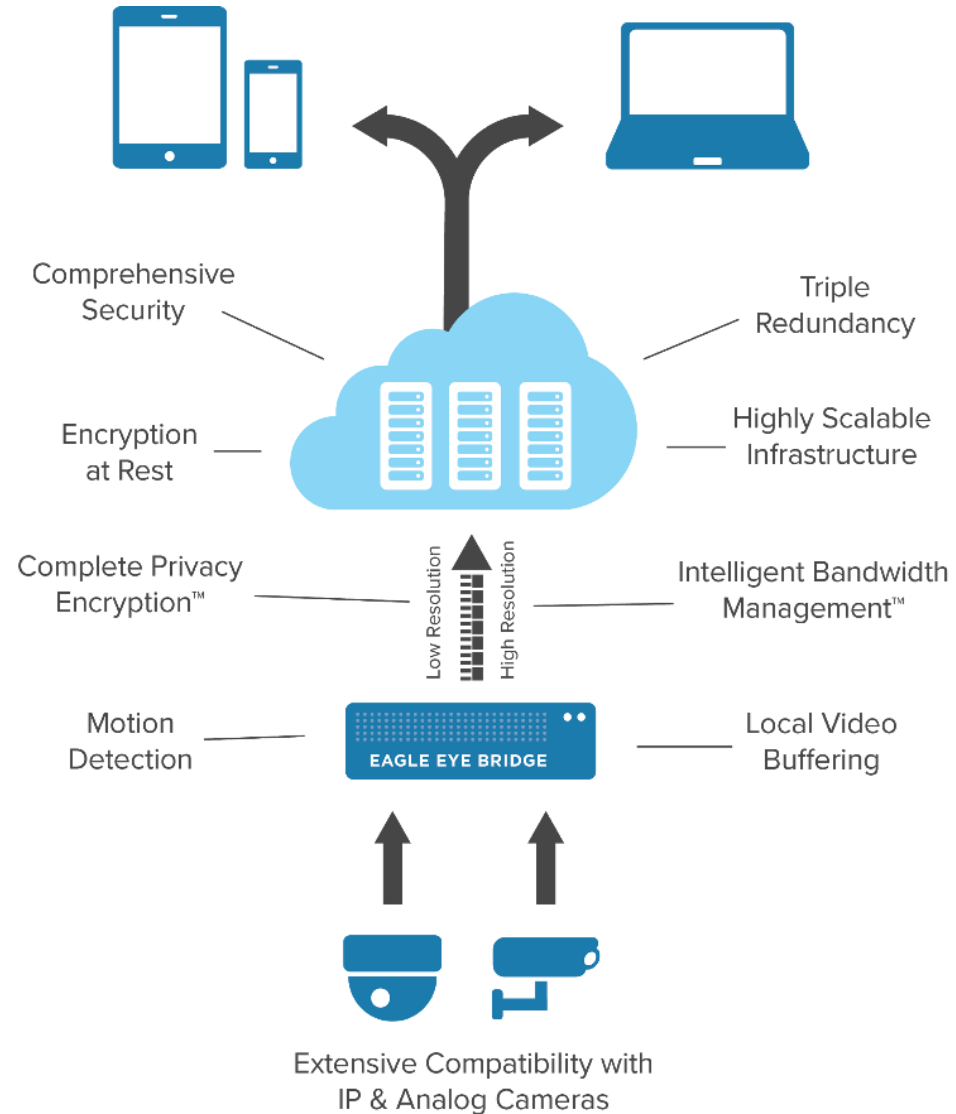 Comprehensive
Security
Triple
Redundancy
Encryption
at Rest
Highly Scalable
Infrastructure
Complete Privacy
Encryption™
Low Resolution
High Resolution
Intelligent Bandwidth
Management™
Motion
Detection
EAGLE EYE BRIDGE
Local Video
Buffering
Extensive Compatibility with
IP & Analog Cameras